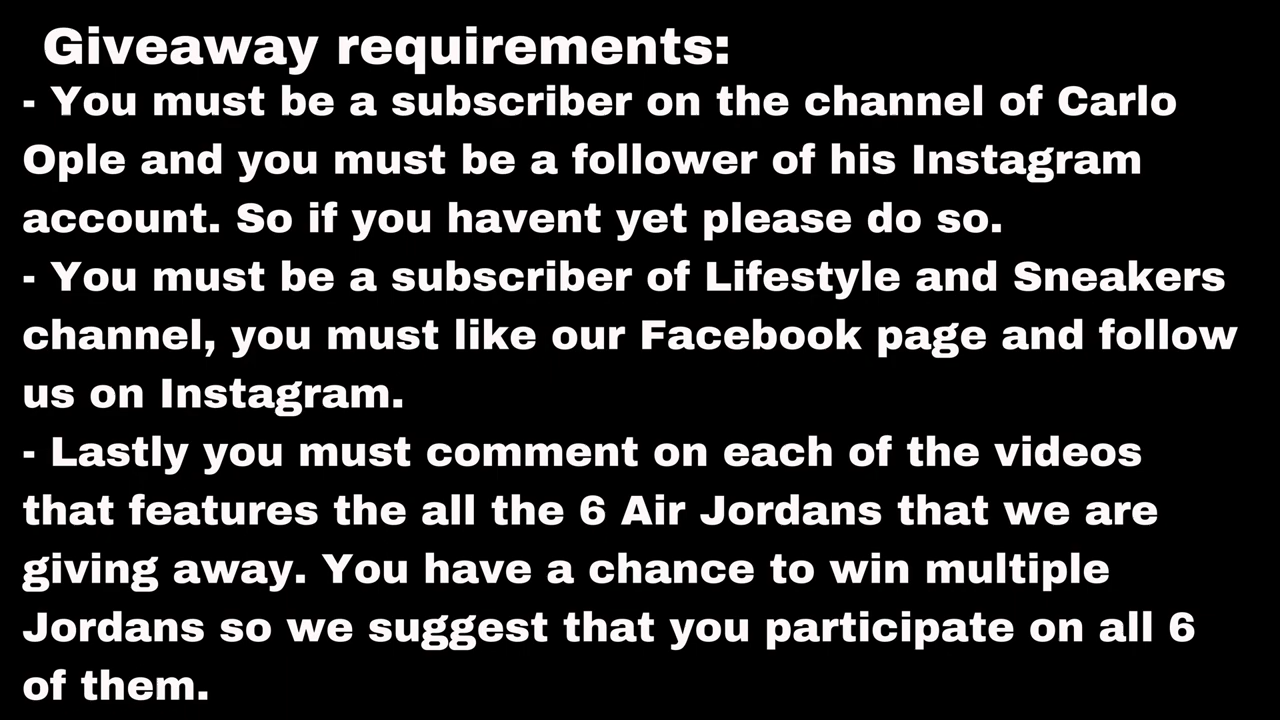 Giveaway requirements:
- You must be a subscriber on the channel of Carlo
Ople and you must be a follower of his Instagram
account. So if you havent yet please do so.
- You must be a subscriber of Lifestyle and Sneakers
channel, you must like our Facebook page and follow
us on Instagram.
- Lastly you must comment on each of the videos
that features the all the 6 Air Jordans that we are
giving away. You have a chance to win multiple
Jordans so we suggest that you participate on all 6
of them.